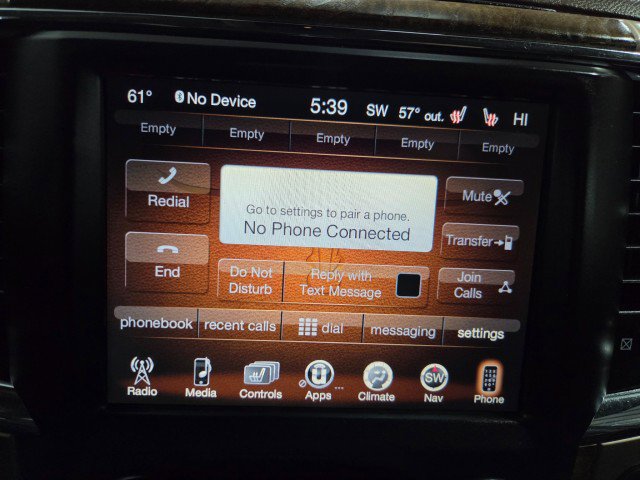 61° No Device 5:39 SW 57° out. HI
Empty Empty Empty Empty Empty
Redial
Go to settings to pair a phone.
No Phone Connected
Mute
Transfer
End
Do Not
Disturb
Reply with
Text Message
Join
Calls
phonebook recent calls dial messaging settings
Radio Media Controls Apps Climate SW Nav Phone